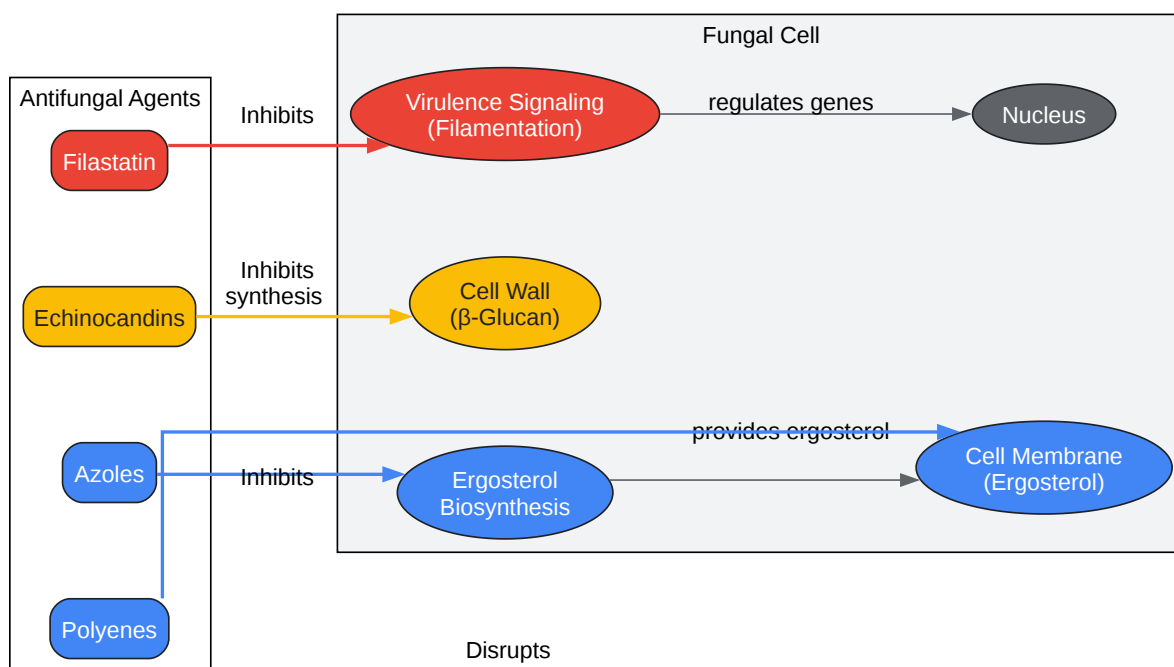 Fungal Cell
Antifungal Agents
Filastatin
Inhibits
Virulence Signaling
(Filamentation)
regulates genes
Nucleus
Echinocandins
Inhibits
synthesis
Cell Wall
(β-Glucan)
Azoles
Inhibits
Ergosterol
Biosynthesis
provides ergosterol
Cell Membrane
(Ergosterol)
Polyenes
Disrupts